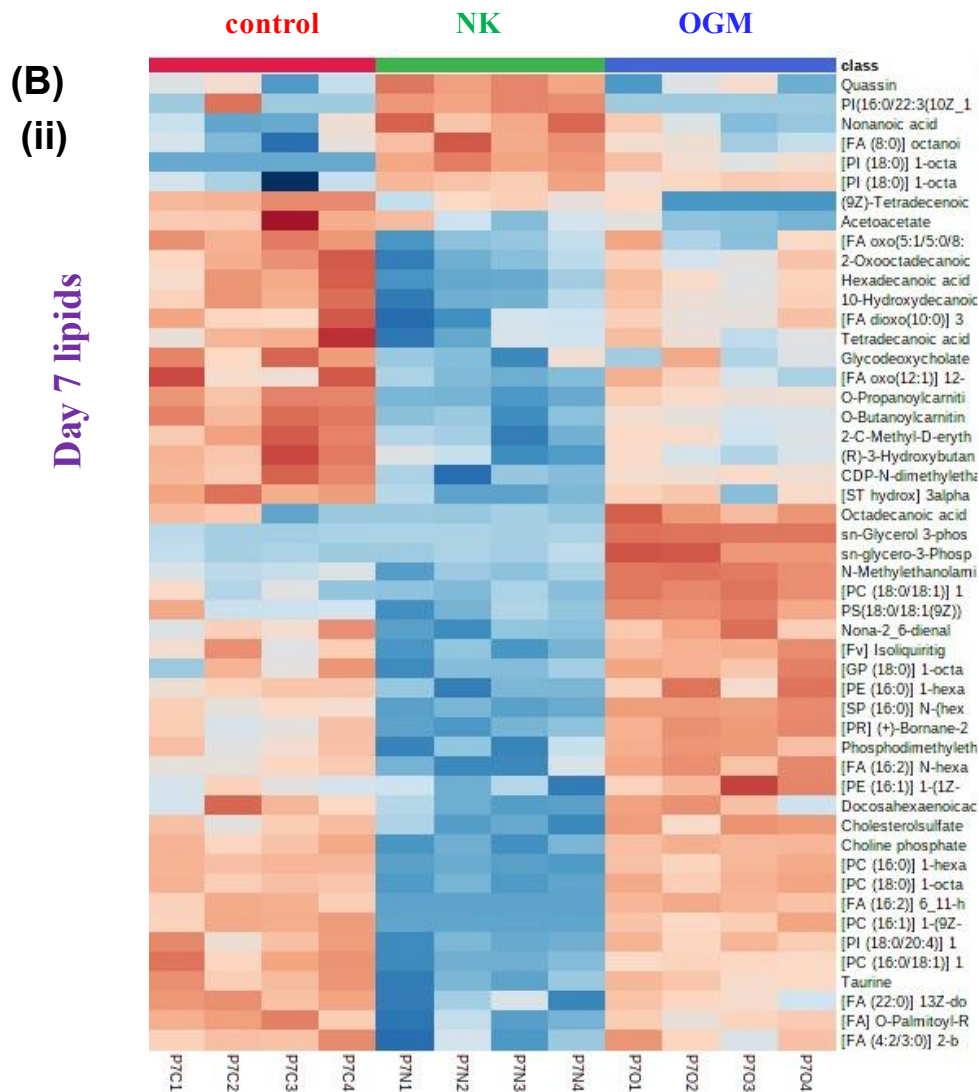 control NK OGM
(B)
(ii)
Day 7 lipids
class
Quassin
PI(16:0/22:3(10Z_1
Nonanoic acid
[FA (8:0)] octanoi
[PI (18:0)] 1-octa
[PI (18:0)] 1-octa
(9Z)-Tetradecenoic
Acetoacetate
[FA oxo(5:1/5:0/8:
2-Oxooctadecanoic
Hexadecanoic acid
10-Hydroxydecanoic
[FA dioxo(10:0)] 3
Tetradecanoic acid
Glycodeoxycholate
[FA oxo(12:1)] 12-
O-Propanoylcarniti
O-Butanoylcarnitin
2-C-Methyl-D-eryth
(R)-3-Hydroxybutan
CDP-N-dimethyletha
[ST hydrox] 3alpha
Octadecanoic acid
sn-Glycerol 3-phos
sn-glycero-3-Phosp
N-Methylethanolami
[PC (18:0/18:1)] 1
PS(18:0/18:1(9Z))
Nona-2_6-dienal
[Fv] Isoliquiritig
[GP (18:0)] 1-octa
[PE (16:0)] 1-hexa
[SP (16:0)] N-(hex
[PR] (+)-Bornane-2
Phosphodimethyleth
[FA (16:2)] N-hexa
[PE (16:1)] 1-(1Z-
Docosahexaenoicac
Cholesterolsulfate
Choline phosphate
[PC (16:0)] 1-hexa
[PC (18:0)] 1-octa
[FA (16:2)] 6_11-h
[PC (16:1)] 1-(9Z-
[PI (18:0/20:4)] 1
[PC (16:0/18:1)] 1
Taurine
[FA (22:0)] 13Z-do
[FA] O-Palmitoyl-R
[FA (4:2/3:0)] 2-b
P7C1 P7C2 P7C3 P7C4 P7N1 P7N2 P7N3 P7N4 P7O1 P7O2 P7O3 P7O4